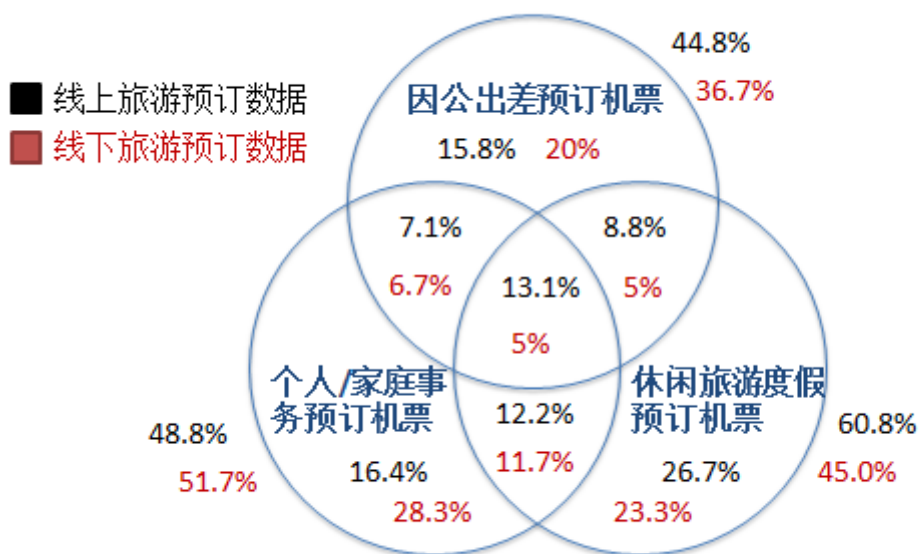 44.8%
线上旅游预订数据
因公出差预订机票
36.7%
线下旅游预订数据
15.8%
20%
7.1%
8.8%
6.7%
13.1%
5%
5%
个人/家庭事
务预订机票
休闲旅游度假
预订机票
12.2%
48.8%
60.8%
11.7%
51.7%
16.4%
26.7%
45.0%
28.3%
23.3%